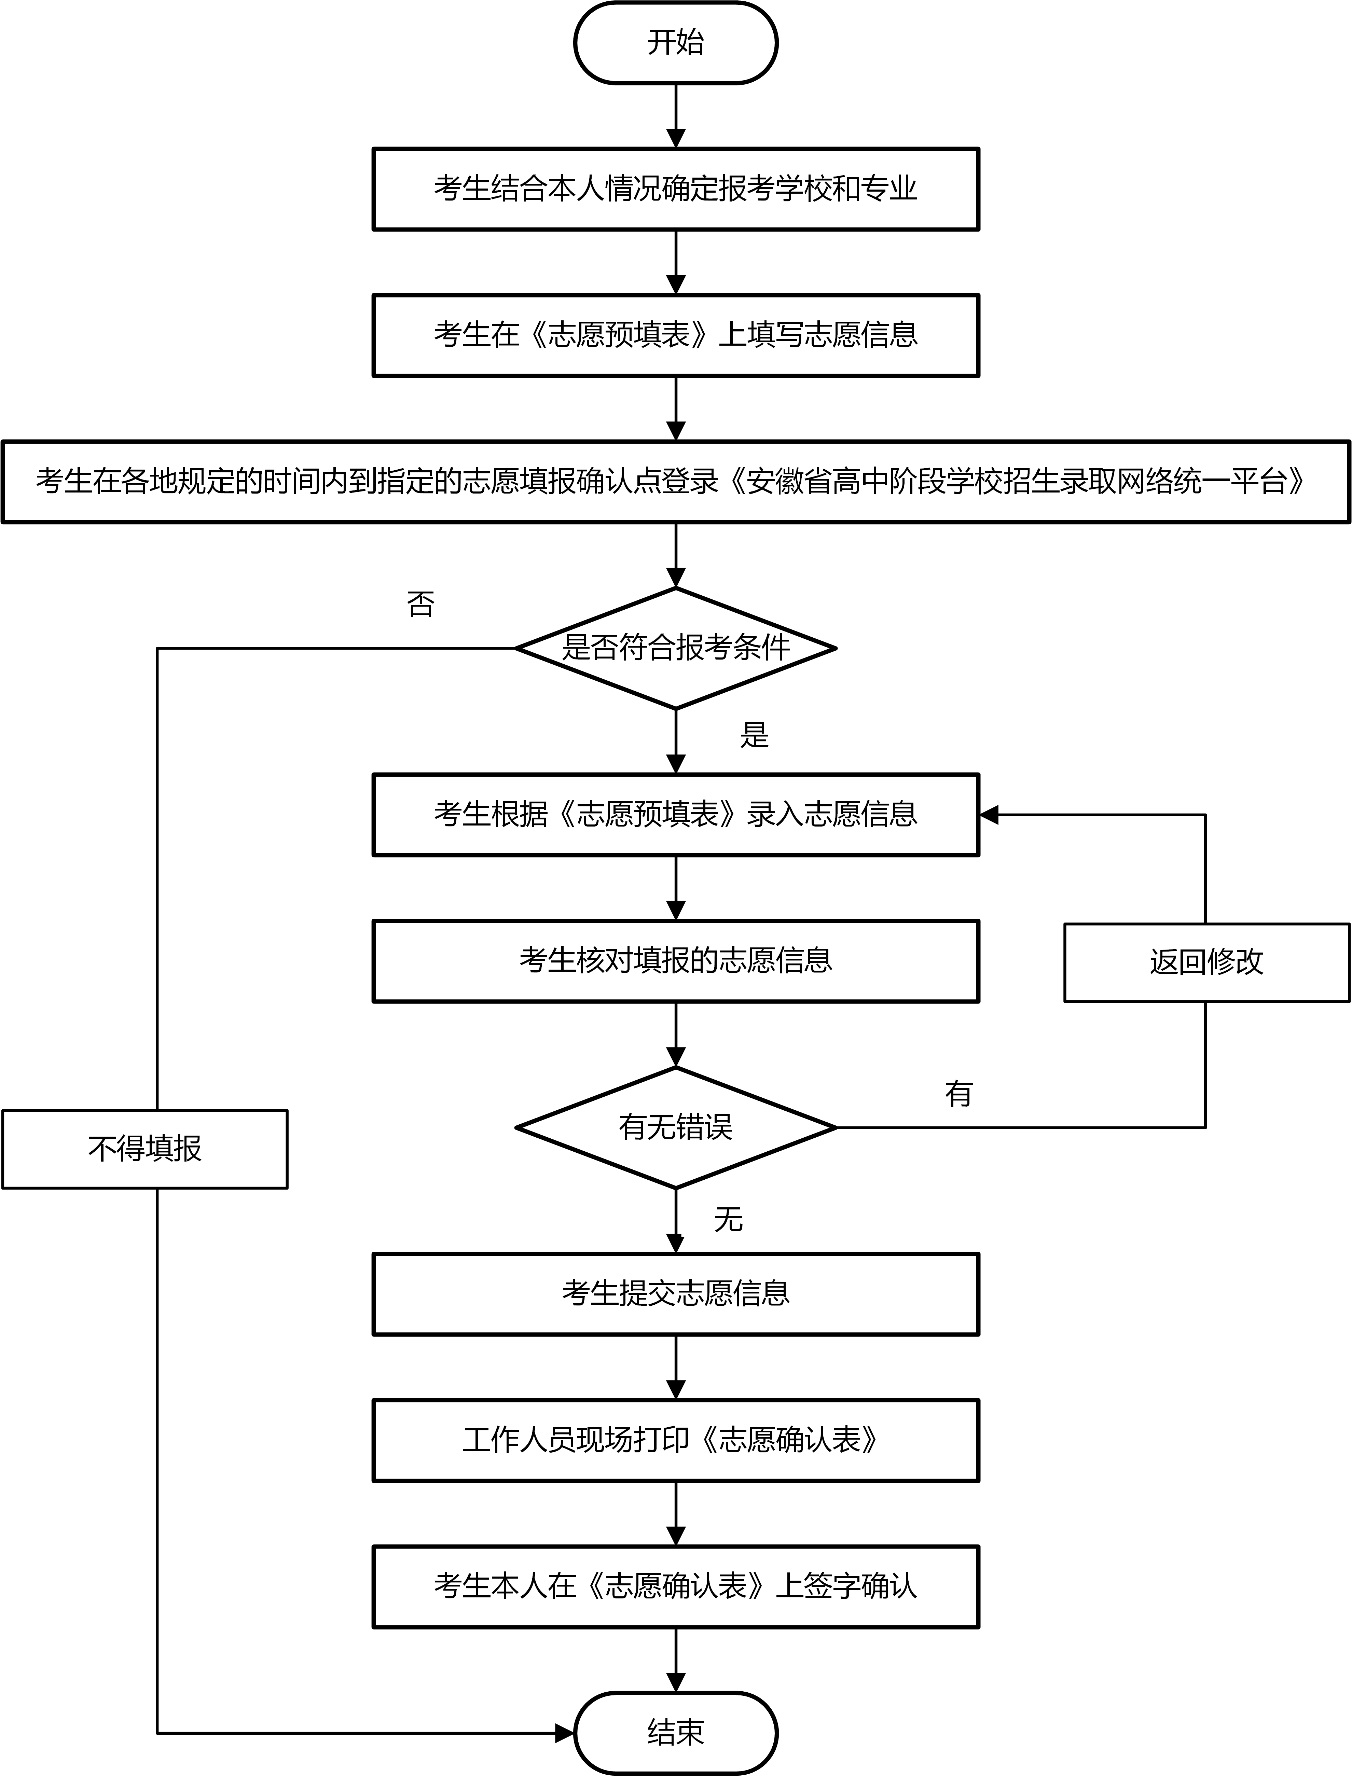 开始
考生结合本人情况确定报考学校和专业
考生在《志愿预填表》上填写志愿信息
考生在各地规定的时间内到指定的志愿填报确认点登录《安徽省高中阶段学校招生录取网络统一平台》
否
是否符合报考条件
是
考生根据《志愿预填表》录入志愿信息
考生核对填报的志愿信息
返回修改
有
有无错误
不得填报
无
考生提交志愿信息
工作人员现场打印《志愿确认表》
考生本人在《志愿确认表》上签字确认
结束